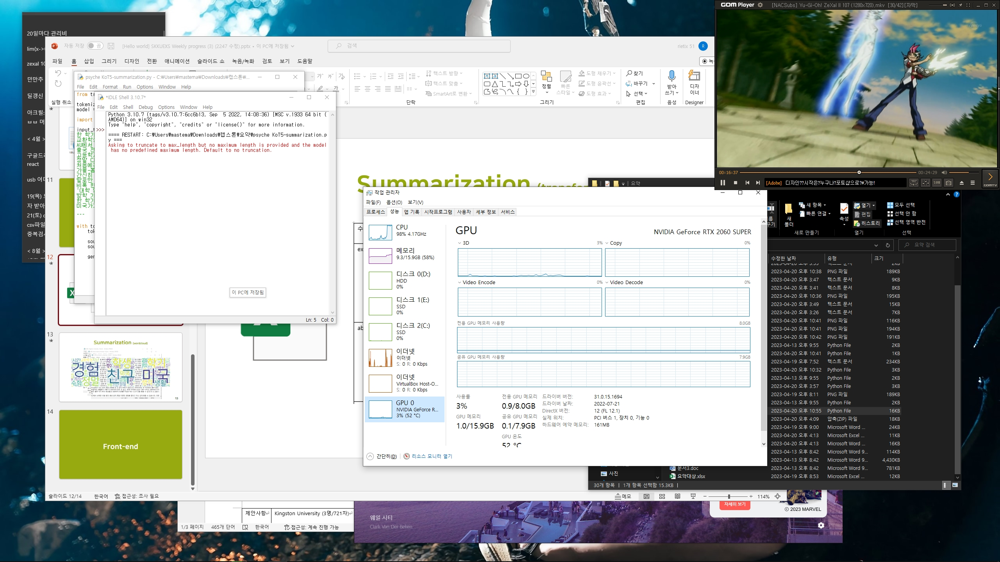 20일마다 관리비
zexal 10
던만추
딜갱신
아크릴:
ㅂㅂ 머
< 4월 >
구글드라
react
usb 어디
19(목)
자 받아
21(토)
csv파일
중복검사
< 8월 >
자동 저장 끔
[Hello world] SKKUEXS Weekly progress (3) (2247 수정).pptx • 이 PC에 저장됨
검색
rietix 51
R
파일 홈 삽입 그리기 디자인 전환 애니메이션 슬라이드 쇼 녹음/녹화 검토 보기 도움말
실행 취소
텍스트 방향
텍스트 맞춤
SmartArt로 변환
단락
정렬
빠른
스타일
도형 채우기
도형 윤곽선
도형 효과
그리기
찾기
바꾸기
선택
편집
받아
쓰기
음성
디자
이너
Designer
psyche KoT5-summarization.py - C:₩Users₩mastema₩Downloads₩캡스톤₩...
File Edit Format Run Options Window Help
from
import
with
*IDLE Shell 3.10.7*
File Edit Shell Debug Options Window Help
Python 3.10.7 (tags/v3.10.7:6cc6b13, Sep  5 2022, 14:08:36) [MSC v.1933 64 bit (
AMD64)] on win32
Type "help", "copyright", "credits" or "license()" for more information.
>>>
==== RESTART: C:₩Users₩mastema₩Downloads₩캡스톤₩요약₩psyche KoT5-summarization.p
y ===
Asking to truncate to max_length but no maximum length is provided and the model
has no predefined maximum length. Default to no truncation.
이 PC에 저장됨
Ln: 5 Col: 0
11
12
13
Summarization (wordcloud)
경험 친구 미국
학생 학기 정말 생활 수학 시간
13
14
Front-end
슬라이드 12/14 한국어 접근성: 조사 필요
메모
114%
Summarization (transfor
수
ex
ab
작업 관리자
파일(F) 옵션(O) 보기(V)
프로세스 성능 앱 기록 시작프로그램 사용자 세부 정보 서비스
CPU
98% 4.17GHz
메모리
9.3/15.9GB (58%)
디스크 0(D:)
HDD
0%
디스크 1(E:)
SSD
0%
디스크 2(C:)
SSD
0%
이더넷
이더넷
S: 0 R: 0 Kbps
이더넷
VirtualBox Host-O...
S: 0 R: 0 Kbps
GPU 0
NVIDIA GeForce R...
3% (52 °C)
GPU
NVIDIA GeForce RTX 2060 SUPER
3D 3%
Copy 0%
Video Encode 0%
Video Decode 0%
전용 GPU 메모리 사용량 8.0GB
공유 GPU 메모리 사용량 7.9GB
사용률
3%
전용 GPU 메모리
0.9/8.0GB
GPU 메모리
1.0/15.9GB
공유 GPU 메모리
0.1/7.9GB
GPU 온도
52 °C
드라이버 버전: 31.0.15.1694
드라이버 날짜: 2022-07-21
DirectX 버전: 12 (FL 12.1)
실제 위치: PCI 버스 1, 장치 0, 기능 0
하드웨어 예약 메모리: 161MB
간단히(D)
리소스 모니터 열기
GOM Player
[NACSubs] Yu-Gi-Oh! ZeXal II 107 (1280x720).mkv [30/42][자막]
00:16:37
00:24:29
[Adobe] 디자인??시작은?누구나?포토샵으로?#가능!
360°
SUB
GOMTV
요약
새
폴더
새 항목
빠른 연결
새로 만들기
속성
열기
편집
히스토리
열기
모두 선택
선택 안 함
선택 영역 반전
선택
요약 검색
수정한 날짜 유형 크기
2023-04-20 오후 10:38 PNG 파일 189KB
2023-04-20 오후 3:47 텍스트 문서 9KB
2023-04-20 오후 3:41 텍스트 문서 8KB
2023-04-20 오후 10:36 PNG 파일 195KB
2023-04-20 오후 3:49 텍스트 문서 15KB
2023-04-20 오후 3:26 텍스트 문서 7KB
2023-04-20 오후 10:41 PNG 파일 116KB
2023-04-20 오후 10:41 PNG 파일 194KB
2023-04-20 오후 10:42 PNG 파일 191KB
2023-04-13 오후 9:55 Python File 2KB
2023-04-20 오후 10:41 Python File 1KB
2023-04-19 오후 7:52 텍스트 문서 234KB
2023-04-20 오후 10:32 Python File 3KB
2023-04-13 오후 9:55 Python File 2KB
2023-04-20 오후 3:57 Python File 3KB
2023-04-19 오후 8:11 PNG 파일 189KB
2023-04-13 오후 9:55 Python File 2KB
2023-04-20 오후 10:55 Python File 16KB
2023-04-20 오후 4:09 압축(ZIP) 파일 18KB
2023-04-19 오후 9:00 Microsoft Word ... 24KB
2023-04-20 오후 4:13 Microsoft Excel ... 11KB
2023-04-20 오후 4:13 Microsoft Word ... 16KB
2023-04-13 오후 8:42 Microsoft Word 9... 114KB
2023-04-13 오후 8:42 Microsoft Word 9... 4,430KB
문서3.doc 2023-04-13 오후 8:42 Microsoft Word 9... 781KB
요약대상.xlsx 2023-04-19 오후 8:53 Microsoft Excel ... 12KB
사진
30개 항목 1개 항목 선택함 15.3KB
제안사항 Kingston University (3명/721자)
1/3 페이지 465개 단어 한국어 접근성: 계속 진행 가능
웨일 시티
Clark Van Der Beken
자세히 보기
© 2023 MARVEL